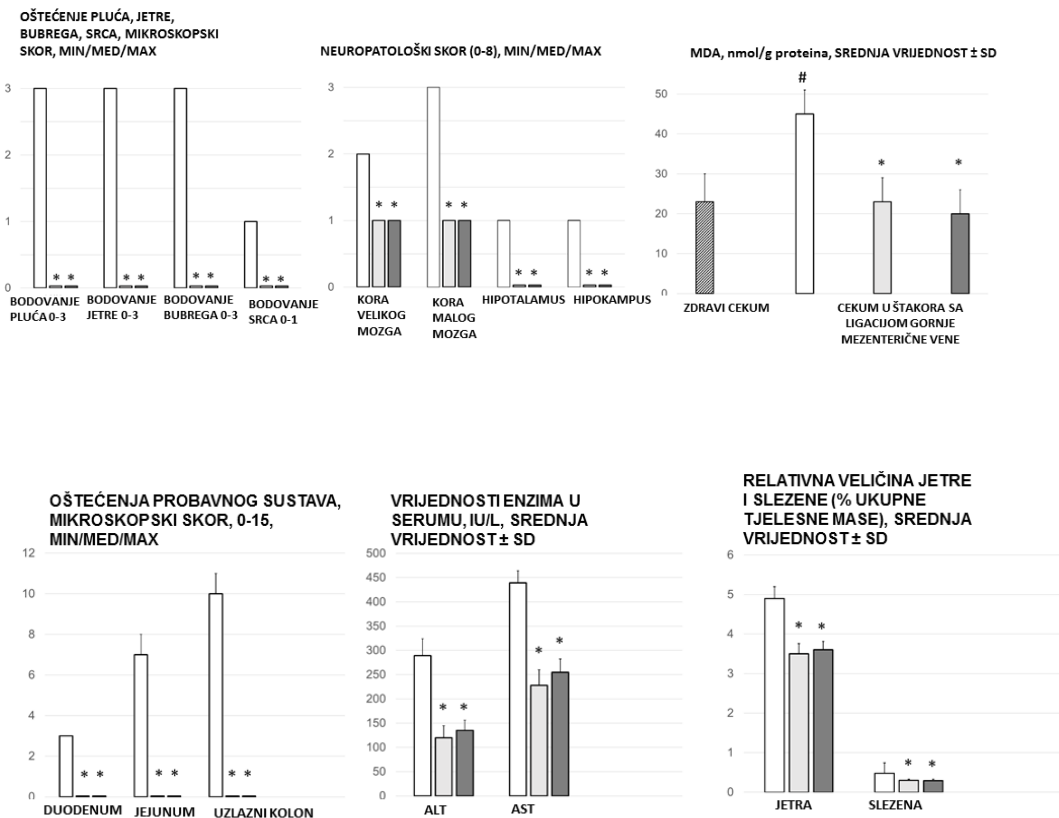 OŠTEĆENJE PLUĆA, JETRE,
BUBREGA, SRCA, MIKROSKOPSKI
SKOR, MIN/MED/MAX
3
2
1
0
* *
* *
* *
* *
BODOVANJE
PLUĆA 0-3
BODOVANJE
JETRE 0-3
BODOVANJE
BUBREGA 0-3
BODOVANJE
SRCA 0-1
NEUROPATOLOŠKI SKOR (0-8), MIN/MED/MAX
3
2
1
0
* *
* *
* *
* *
KORA
VELIKOG
MOZGA
KORA
MALOG
MOZGA
HIPOTALAMUS
HIPOKAMPUS
MDA, nmol/g proteina, SREDNJA VRIJEDNOST ± SD
50
40
30
20
10
0
#
*
*
ZDRAVI CEKUM
CEKUM U ŠTAKORA SA
LIGACIJOM GORNJE
MEZENTERIČNE VENE
OŠTEĆENJA PROBAVNOG SUSTAVA,
MIKROSKOPSKI SKOR, 0-15,
MIN/MED/MAX
12
10
8
6
4
2
0
* *
* *
* *
DUODENUM
JEJUNUM
UZLAZNI KOLON
VRIJEDNOSTI ENZIMA U
SERUMU, IU/L, SREDNJA
VRIJEDNOST ± SD
500
450
400
350
300
250
200
150
100
50
0
* *
* *
ALT
AST
RELATIVNA VELIČINA JETRE
I SLEZENE (% UKUPNE
TJELESNE MASE), SREDNJA
VRIJEDNOST ± SD
6
5
4
3
2
1
0
* *
* *
JETRA
SLEZENA